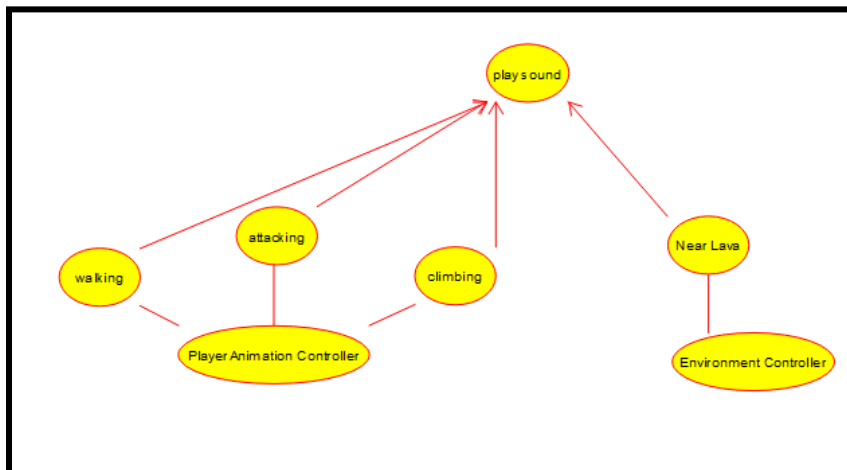 play sound
attacking
Near Lava
walking
climbing
Player Animation Controller
Environment Controller